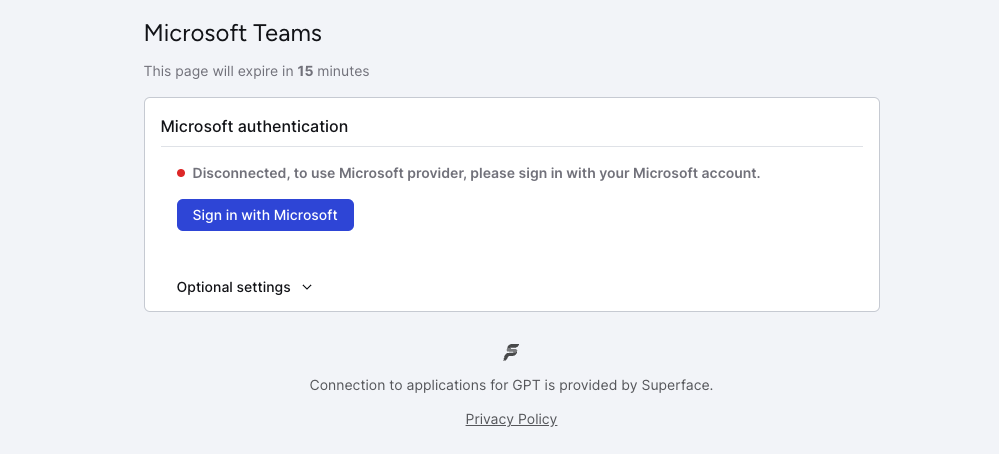 Microsoft Teams
This page will expire in 15 minutes
Microsoft authentication
Disconnected, to use Microsoft provider, please sign in with your Microsoft account.
Sign in with Microsoft
Optional settings
Connection to applications for GPT is provided by Superface.
Privacy Policy